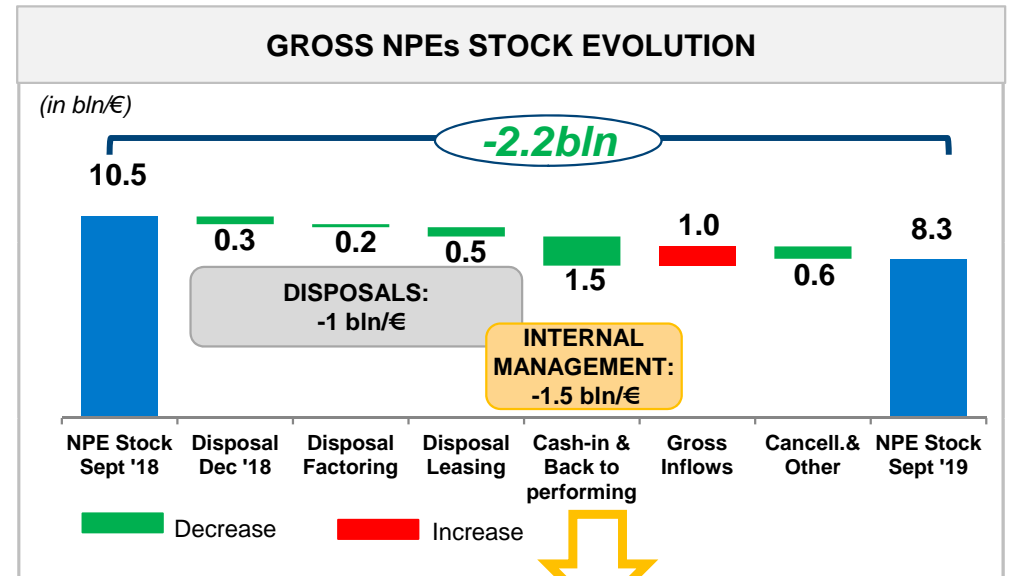 GROSS NPEs STOCK EVOLUTION
(in bln/€)
-2.2bln
10.5
0.3
0.2
0.5
1.5
1.0
0.6
8.3
DISPOSALS:
-1 bln/€
INTERNAL
MANAGEMENT:
-1.5 bln/€
NPE Stock
Sept '18
Disposal
Dec '18
Disposal
Factoring
Disposal
Leasing
Cash-in &
Back to
performing
Gross
Inflows
Cancell.&
Other
NPE Stock
Sept '19
Decrease
Increase